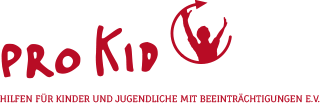 PRO KID
HILFEN FÜR KINDER UND JUGENDLICHE MIT BEEINTRÄCHTIGUNGEN E.V.